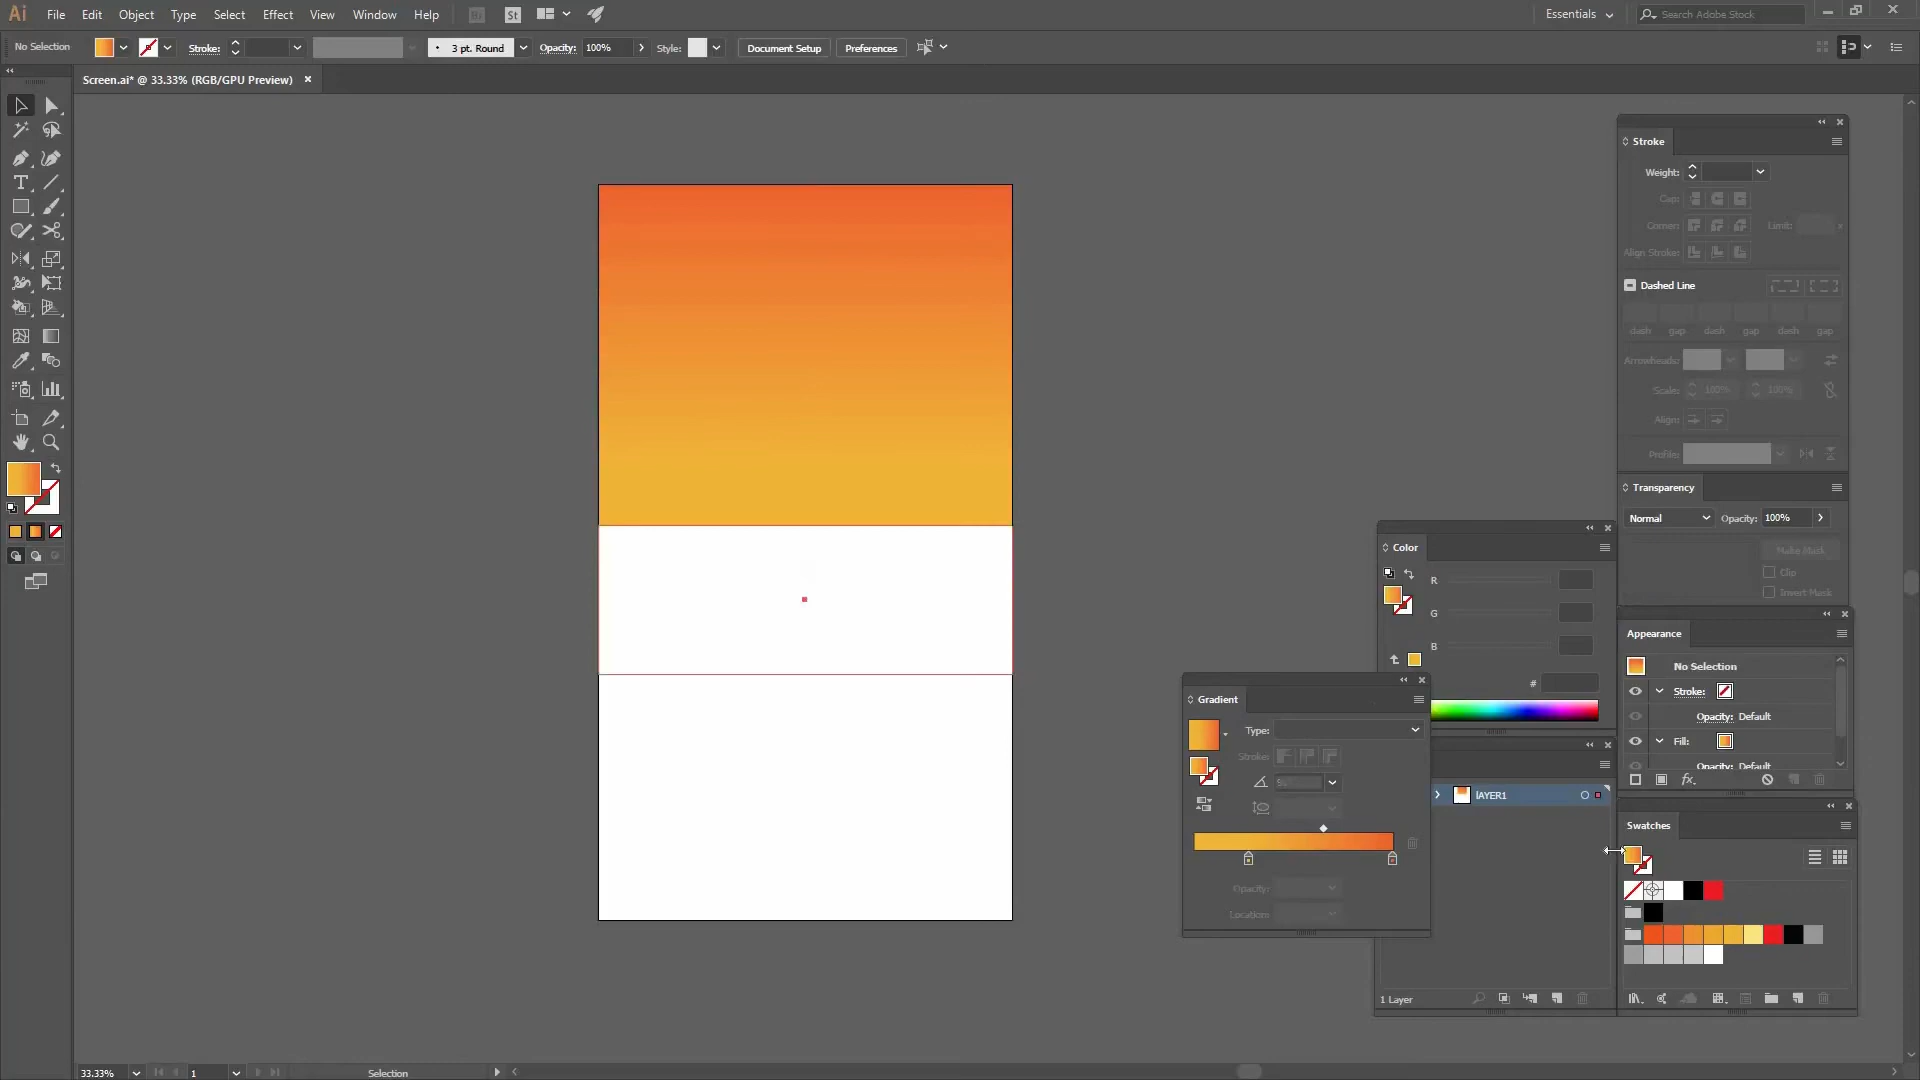 Ai File Edit Object Type Select Effect View Window Help Br St Essentials Search Adobe Stock
No Selection Stroke: 3 pt. Round Opacity: 100% Style: Document Setup Preferences
Screen.ai* @ 33.33% (RGB/GPU Preview)
Stroke
Weight:
Cap:
Corner: Limit: x
Align Stroke:
Dashed Line
dash gap dash gap dash gap
Arrowheads:
Scale: 100% 100%
Align:
Profile:
Transparency
Normal Opacity: 100%
Make Mask
Clip
Invert Mask
Color
R
G
B
#
Gradient
Type:
Stroke:
Opacity:
Location:
lAYER1
1 Layer
Appearance
No Selection
Stroke:
Opacity: Default
Fill:
Opacity: Default
fx
Swatches
33.33% 1 Selection